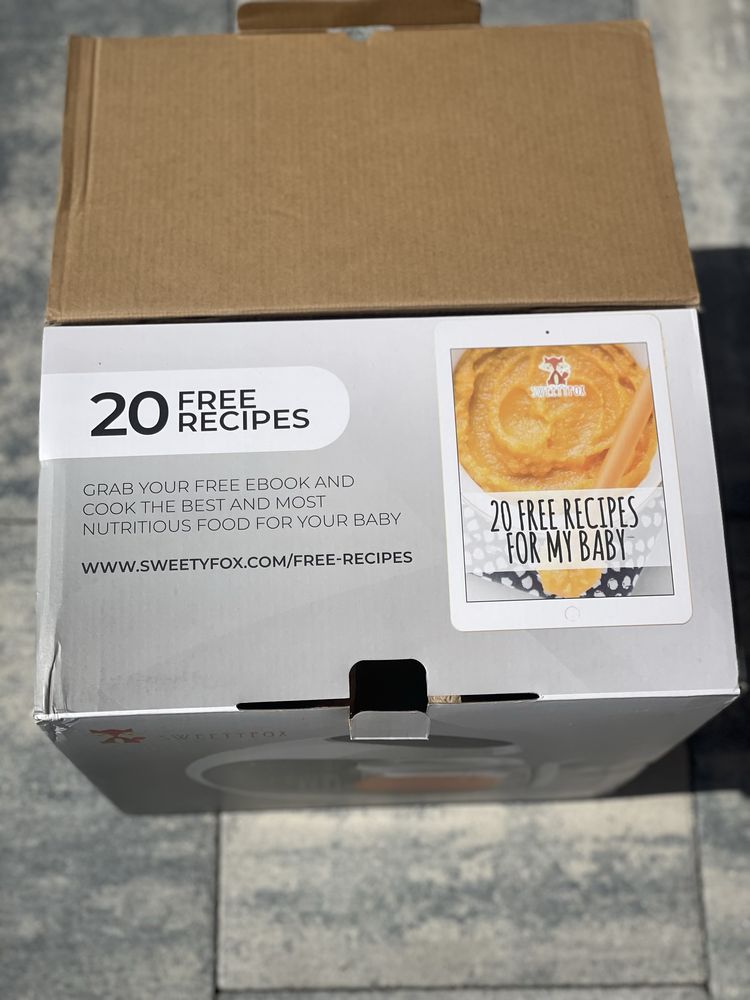 20 FREE
RECIPES
GRAB YOUR FREE EBOOK AND
COOK THE BEST AND MOST
NUTRITIOUS FOOD FOR YOUR BABY
WWW.SWEETYFOX.COM/FREE-RECIPES
SWEETYFOX
20 FREE RECIPES
FOR MY BABY
SWEETYFOX